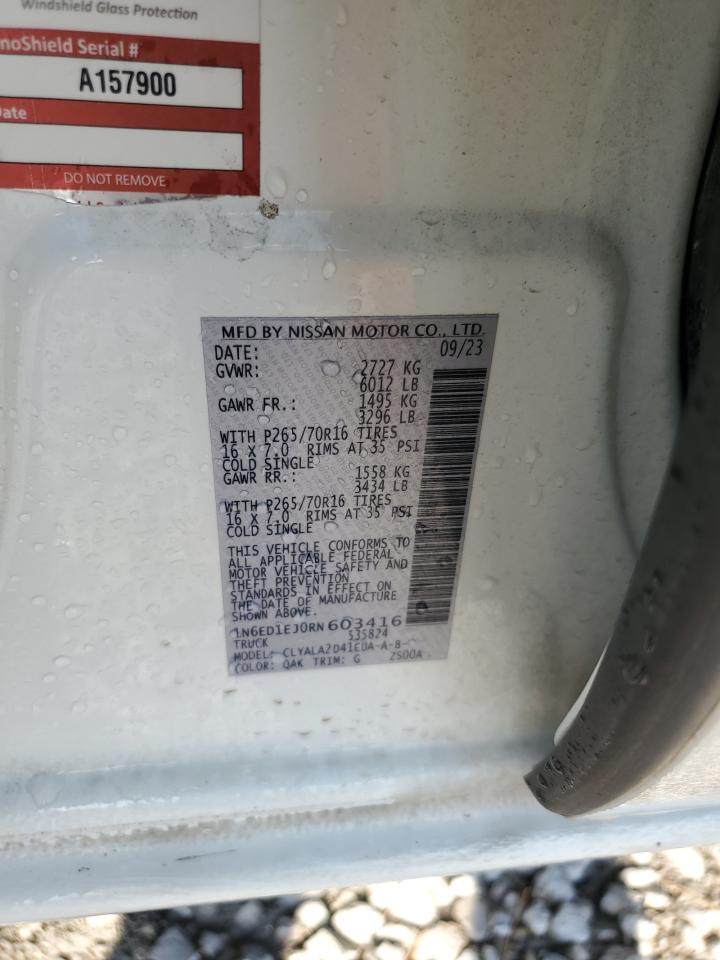 Windshield Glass Protection
noShield Serial #
A157900
Date
DO NOT REMOVE
MFD BY NISSAN MOTOR CO., LTD.
DATE: 09/23
GVWR: 2727 KG
6012 LB
GAWR FR.: 1495 KG
3296 LB
WITH P265/70R16 TIRES
16 X 7.0 RIMS AT 35 PSI
COLD SINGLE
GAWR RR.: 1558 KG
3434 LB
WITH P265/70R16 TIRES
16 X 7.0 RIMS AT 35 PSI
COLD SINGLE
THIS VEHICLE CONFORMS TO
ALL APPLICABLE FEDERAL
MOTOR VEHICLE SAFETY AND
THEFT PREVENTION
STANDARDS IN EFFECT ON
THE DATE OF MANUFACTURE
SHOWN ABOVE.
1N6ED1EJ0RN603416
TRUCK 535824
MODEL: CLYALA2D41EUA-A-B-
COLOR: QAK TRIM: G 2S00A